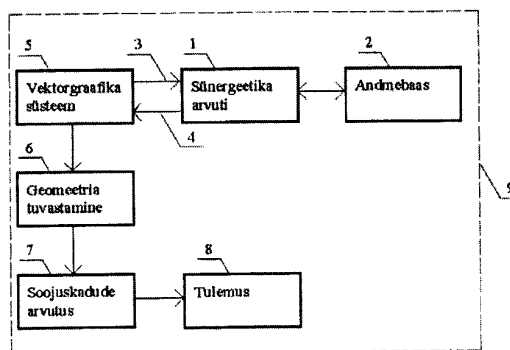 5
3
1
2
Vektorgraafika
süsteem
Sünergeetika
arvuti
Andmebaas
4
6
Geomeetria
tuvastamine
9
7
8
Soojuskadude
arvutus
Tulemus